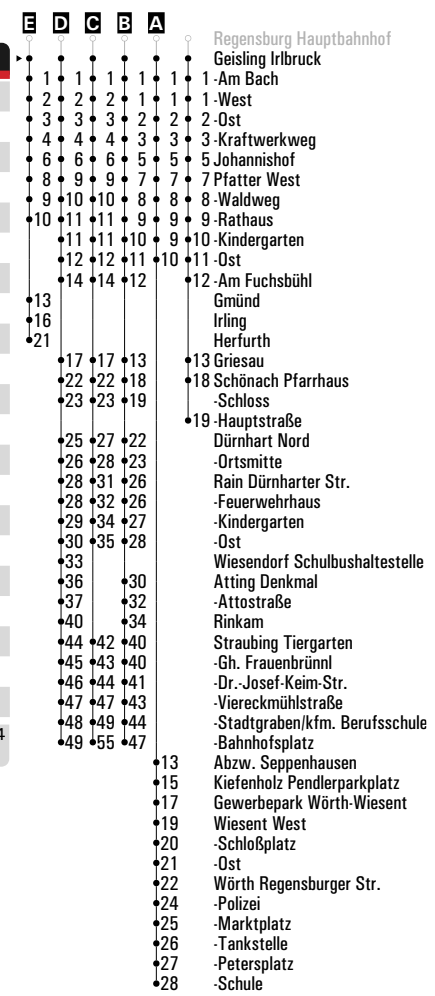 E D C B A
Regensburg Hauptbahnhof
Geisling Irlbruck
1 1 1 1 1 1 -Am Bach
2 2 2 1 1 1 -West
3 3 3 2 2 2 -Ost
4 4 4 3 3 3 -Kraftwerkweg
6 6 6 5 5 5 Johannishof
8 9 9 7 7 7 Pfatter West
9 10 10 8 8 8 -Waldweg
10 11 11 9 9 9 -Rathaus
11 11 10 9 10 -Kindergarten
12 12 11 10 11 -Ost
14 14 12 12 -Am Fuchsbühl
13 Gmünd
16 Irling
21 Herfurth
17 17 13 13 Griesau
22 22 18 18 Schönach Pfarrhaus
23 23 19 -Schloss
19 -Hauptstraße
25 27 22 Dürnhart Nord
26 28 23 -Ortsmitte
28 31 26 Rain Dürnharter Str.
28 32 26 -Feuerwehrhaus
29 34 27 -Kindergarten
30 35 28 -Ost
33 Wiesendorf Schulbushaltestelle
36 30 Atting Denkmal
37 32 -Attostraße
40 34 Rinkam
44 42 40 Straubing Tiergarten
45 43 40 -Gh. Frauenbrünnl
46 44 41 -Dr.-Josef-Keim-Str.
47 47 43 -Viereckmühlstraße
4 48 49 44 -Stadtgraben/kfm. Berufsschule
49 55 47 -Bahnhofsplatz
13 Abzw. Seppenhausen
15 Kiefenholz Pendlerparkplatz
17 Gewerbepark Wörth-Wiesent
19 Wiesent West
20 -Schloßplatz
21 -Ost
22 Wörth Regensburger Str.
24 -Polizei
25 -Marktplatz
26 -Tankstelle
27 -Petersplatz
28 -Schule